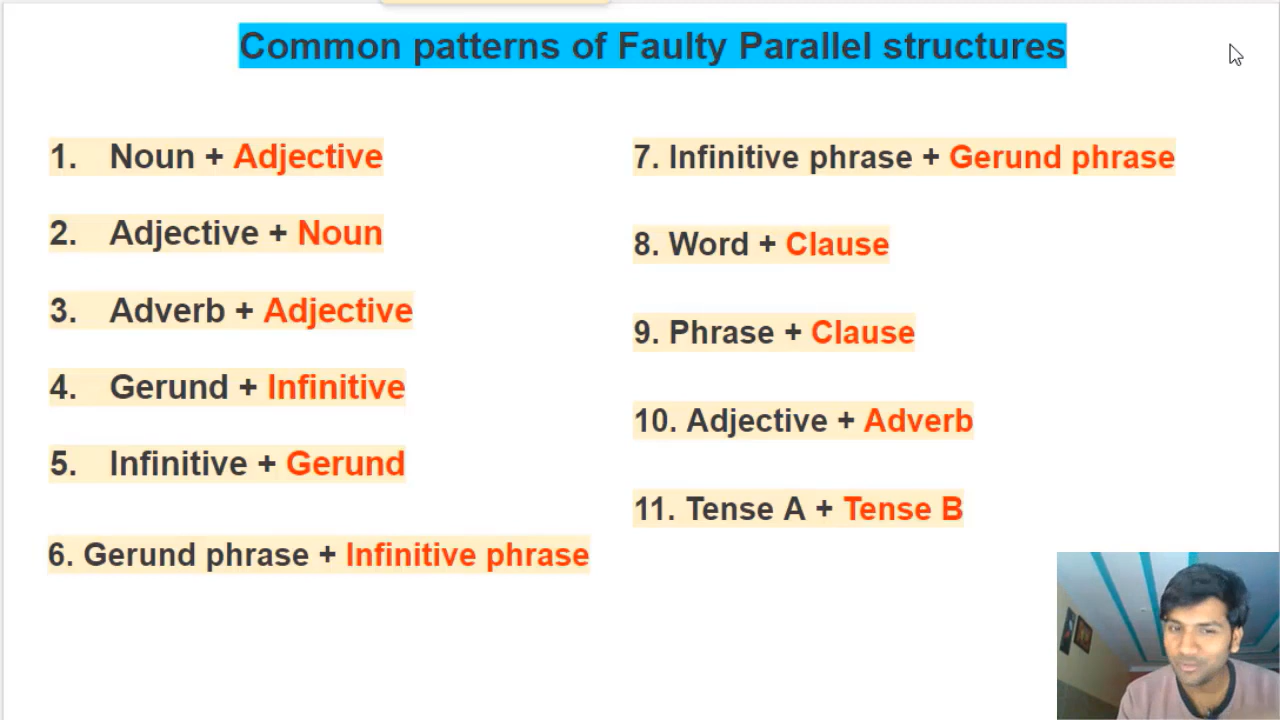 Common patterns of Faulty Parallel structures
1. Noun + Adjective
2. Adjective + Noun
3. Adverb + Adjective
4. Gerund + Infinitive
5. Infinitive + Gerund
6. Gerund phrase + Infinitive phrase
7. Infinitive phrase + Gerund phrase
8. Word + Clause
9. Phrase + Clause
10. Adjective + Adverb
11. Tense A + Tense B